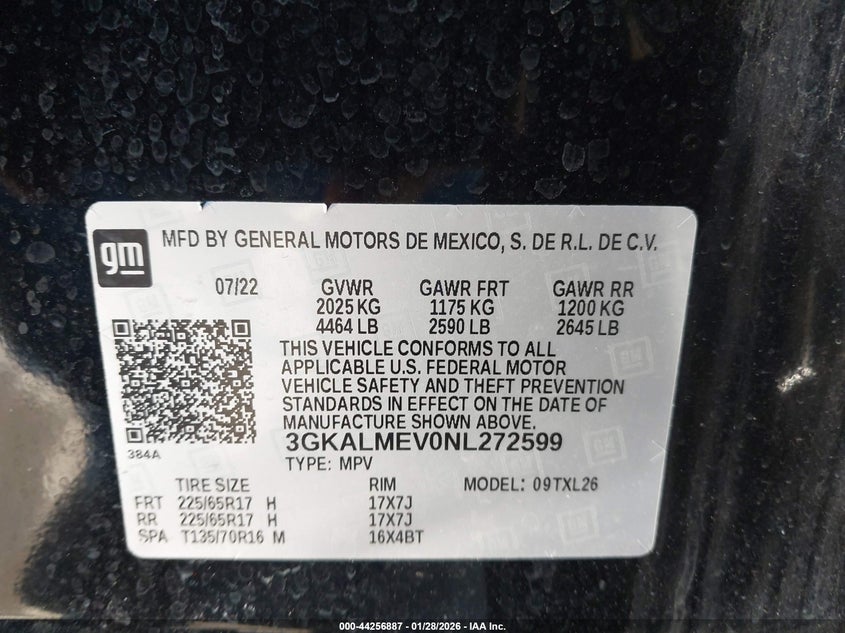 gm
MFD BY GENERAL MOTORS DE MEXICO, S. DE R.L. DE C.V.
07/22 GVWR GAWR FRT GAWR RR
2025 KG 1175 KG 1200 KG
4464 LB 2590 LB 2645 LB
THIS VEHICLE CONFORMS TO ALL
APPLICABLE U.S. FEDERAL MOTOR
VEHICLE SAFETY AND THEFT PREVENTION
STANDARDS IN EFFECT ON THE DATE OF
MANUFACTURE SHOWN ABOVE.
384A
3GKALMEV0NL272599
TYPE: MPV
TIRE SIZE RIM MODEL: 09TXL26
FRT 225/65R17 H 17X7J
RR 225/65R17 H 17X7J
SPA T135/70R16 M 16X4BT
000-44256887 - 01/28/2026 - IAA Inc.